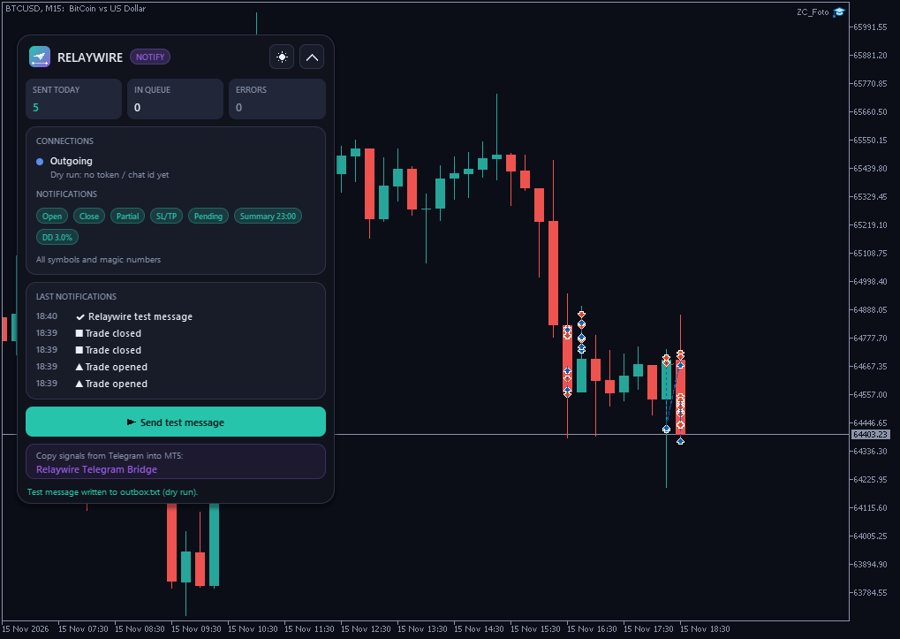 BTCUSD, M15: BitCoin vs US Dollar
ZC_Foto
RELAYWIRE NOTIFY
SENT TODAY IN QUEUE ERRORS
5 0 0
CONNECTIONS
Outgoing
Dry run: no token / chat id yet
NOTIFICATIONS
Open Close Partial SL/TP Pending Summary 23:00
DD 3.0%
All symbols and magic numbers
LAST NOTIFICATIONS
18:40 ✔ Relaywire test message
18:39 ■ Trade closed
18:39 ■ Trade closed
18:39 ▲ Trade opened
18:39 ▲ Trade opened
► Send test message
Copy signals from Telegram into MT5:
Relaywire Telegram Bridge
Test message written to outbox.txt (dry run).
65991.55
65881.20
65770.85
65660.50
65550.15
65439.80
65329.45
65219.10
65108.75
64998.40
64888.05
64777.70
64667.35
64557.00
64446.65
64403.23
64336.30
64225.95
64115.60
64005.25
63894.90
63784.55
15 Nov 2026 15 Nov 07:30 15 Nov 08:30 15 Nov 09:30 15 Nov 10:30 15 Nov 11:30 15 Nov 12:30 15 Nov 13:30 15 Nov 14:30 15 Nov 15:30 15 Nov 16:30 15 Nov 17:30 15 Nov 18:30